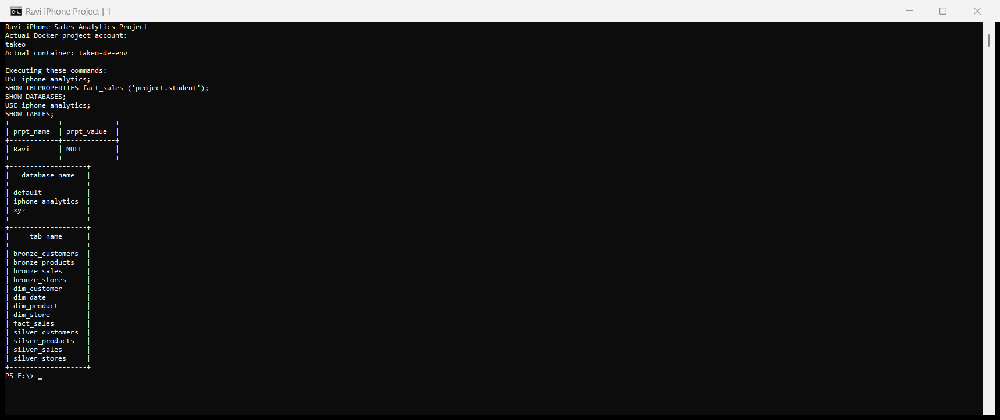 Ravi iPhone Project | 1
Ravi iPhone Sales Analytics Project
Actual Docker project account:
takeo
Actual container: takeo-de-env
Executing these commands:
USE iphone_analytics;
SHOW TBLPROPERTIES fact_sales ('project.student');
SHOW DATABASES;
USE iphone_analytics;
SHOW TABLES;
+------------+-------------+
| prpt_name  | prpt_value  |
+------------+-------------+
| Ravi       | NULL        |
+------------+-------------+
+-------------------+
|   database_name   |
+-------------------+
| default           |
| iphone_analytics  |
| xyz               |
+-------------------+
+-------------------+
|     tab_name      |
+-------------------+
| bronze_customers  |
| bronze_products   |
| bronze_sales      |
| bronze_stores     |
| dim_customer      |
| dim_date          |
| dim_product       |
| dim_store         |
| fact_sales        |
| silver_customers  |
| silver_products   |
| silver_sales      |
| silver_stores     |
+-------------------+
PS E:\>